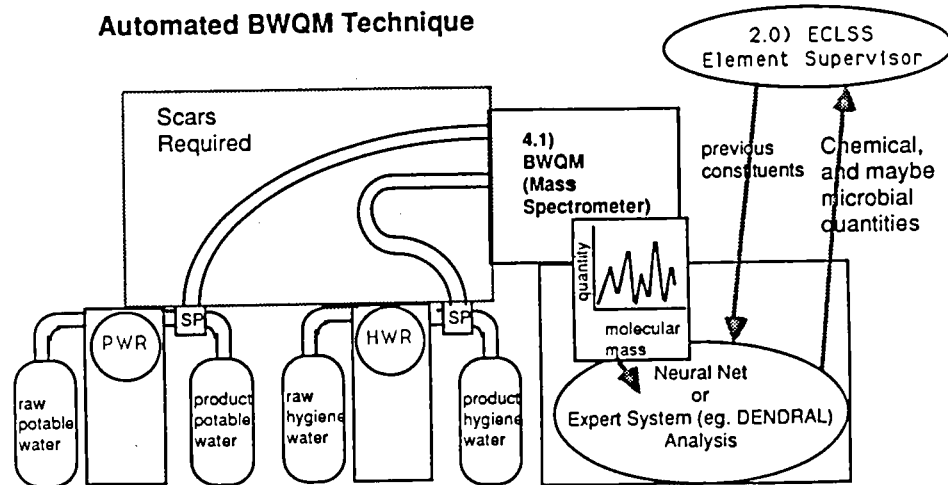 Automated BWQM Technique
2.0) ECLSS
Element Supervisor
Scars
Required
4.1)
BWQM
(Mass
Spectrometer)
previous
constituents
Chemical,
and maybe
microbial
quantities
quantity
molecular
mass
SP
SP
PWR
HWR
raw
potable
water
product
potable
water
raw
hygiene
water
product
hygiene
water
Neural Net
or
Expert System (eg. DENDRAL)
Analysis